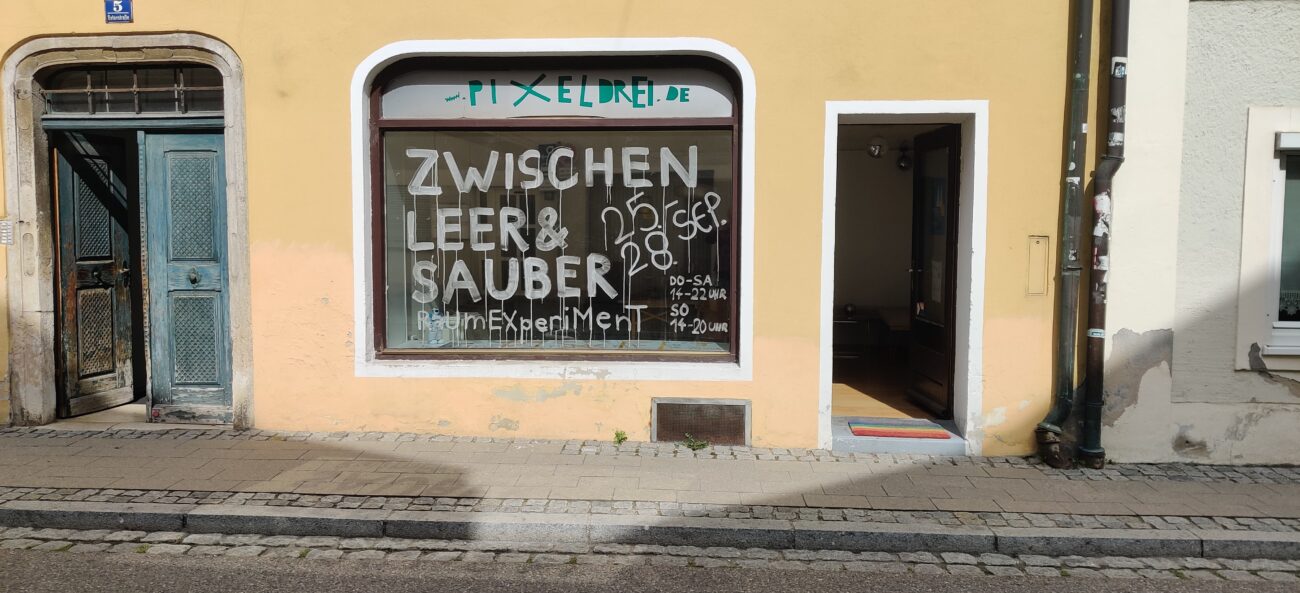 5
www.PIXELDREI.DE
ZWISCHEN
LEER &
SAUBER
RaumEXperiMenT
25.
28. SEP.
DO-SA
14-22 UHR
SO
14-20 UHR